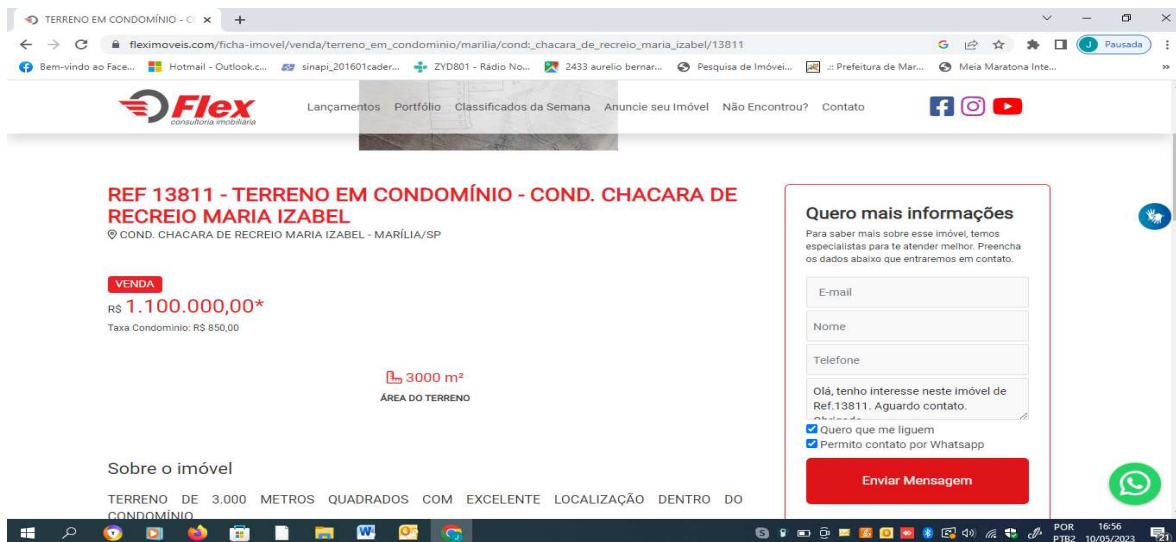 TERRENO EM CONDOMÍNIO - C
fleximoveis.com/ficha-imovel/venda/terreno_em_condominio/marilia/cond:_chacara_de_recreio_maria_izabel/13811
J Pausada
Bem-vindo ao Face... Hotmail - Outlook.c... sinapi_201601cader... ZYD801 - Rádio No... 2433 aurelio bernar... Pesquisa de Imóvei... .:: Prefeitura de Mar... Meia Maratona Inte... »
Flex
consultoria imobiliária
Lançamentos Portfólio Classificados da Semana Anuncie seu Imóvel Não Encontrou? Contato
REF 13811 - TERRENO EM CONDOMÍNIO - COND. CHACARA DE
RECREIO MARIA IZABEL
COND. CHACARA DE RECREIO MARIA IZABEL - MARÍLIA/SP
VENDA
R$ 1.100.000,00*
Taxa Condominio: R$ 850,00
3000 m²
ÁREA DO TERRENO
Sobre o imóvel
TERRENO DE 3.000 METROS QUADRADOS COM EXCELENTE LOCALIZAÇÃO DENTRO DO
CONDOMÍNIO
Quero mais informações
Para saber mais sobre esse imóvel, temos
especialistas para te atender melhor. Preencha
os dados abaixo que entraremos em contato.
E-mail
Nome
Telefone
Olá, tenho interesse neste imóvel de
Ref.13811. Aguardo contato.
Quero que me liguem
Permito contato por Whatsapp
Enviar Mensagem
POR 16:56
PTB2 10/05/2023
21